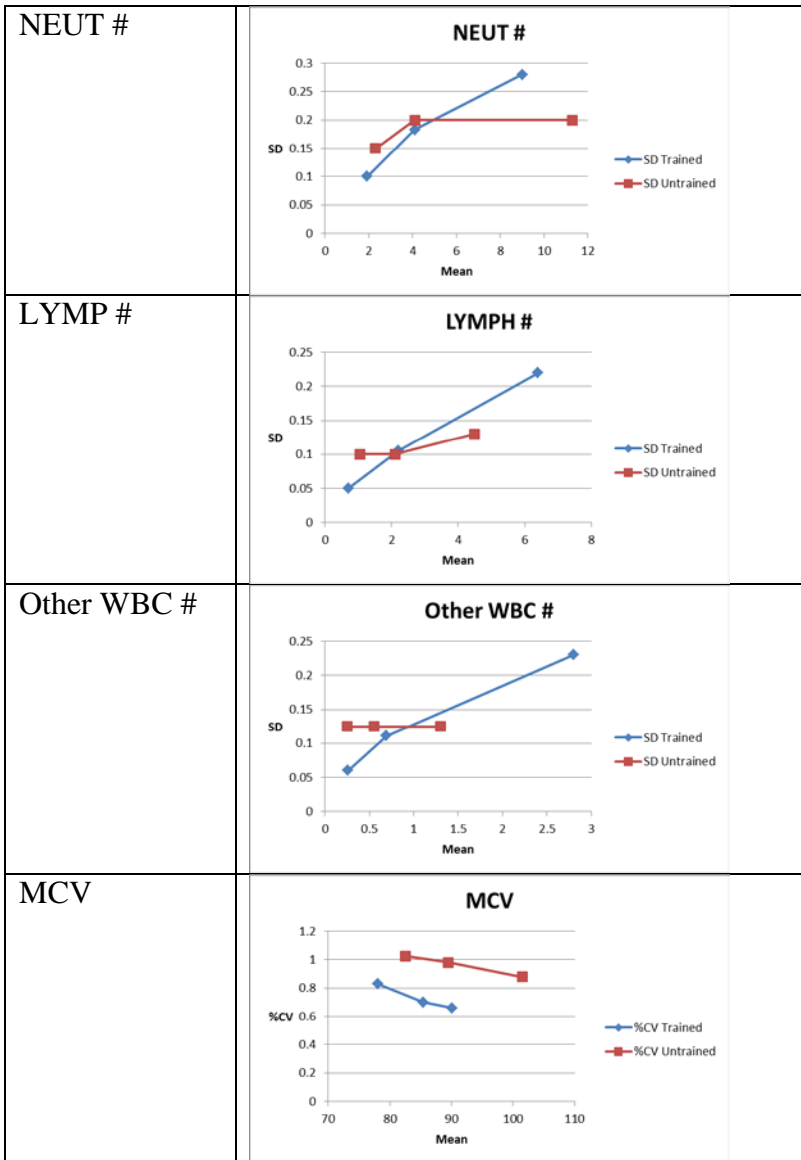 NEUT #
NEUT #
0.3
0.25
0.2
SD 0.15
0.1
0.05
0
0 2 4 6 8 10 12
Mean
SD Trained
SD Untrained
LYMP #
LYMPH #
0.25
0.2
0.15
SD
0.1
0.05
0
0 2 4 6 8
Mean
SD Trained
SD Untrained
Other WBC #
Other WBC #
0.25
0.2
0.15
SD
0.1
0.05
0
0 0.5 1 1.5 2 2.5 3
Mean
SD Trained
SD Untrained
MCV
MCV
1.2
1
0.8
%CV 0.6
0.4
0.2
0
70 80 90 100 110
Mean
%CV Trained
%CV Untrained